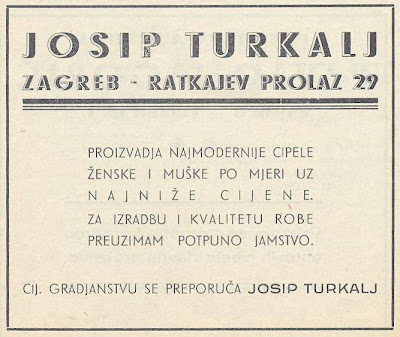 JOSIP TURKALJ
ZAGREB - RATKAJEV PROLAZ 29
PROIZVADJA NAJMODERNIJE CIPELE
ŽENSKE I MUŠKE PO MJERI UZ
NAJNIŽE CIJENE.
ZA IZRADBU I KVALITETU ROBE
PREUZIMAM POTPUNO JAMSTVO.
CIJ. GRADJANSTVU SE PREPORUČA JOSIP TURKALJ